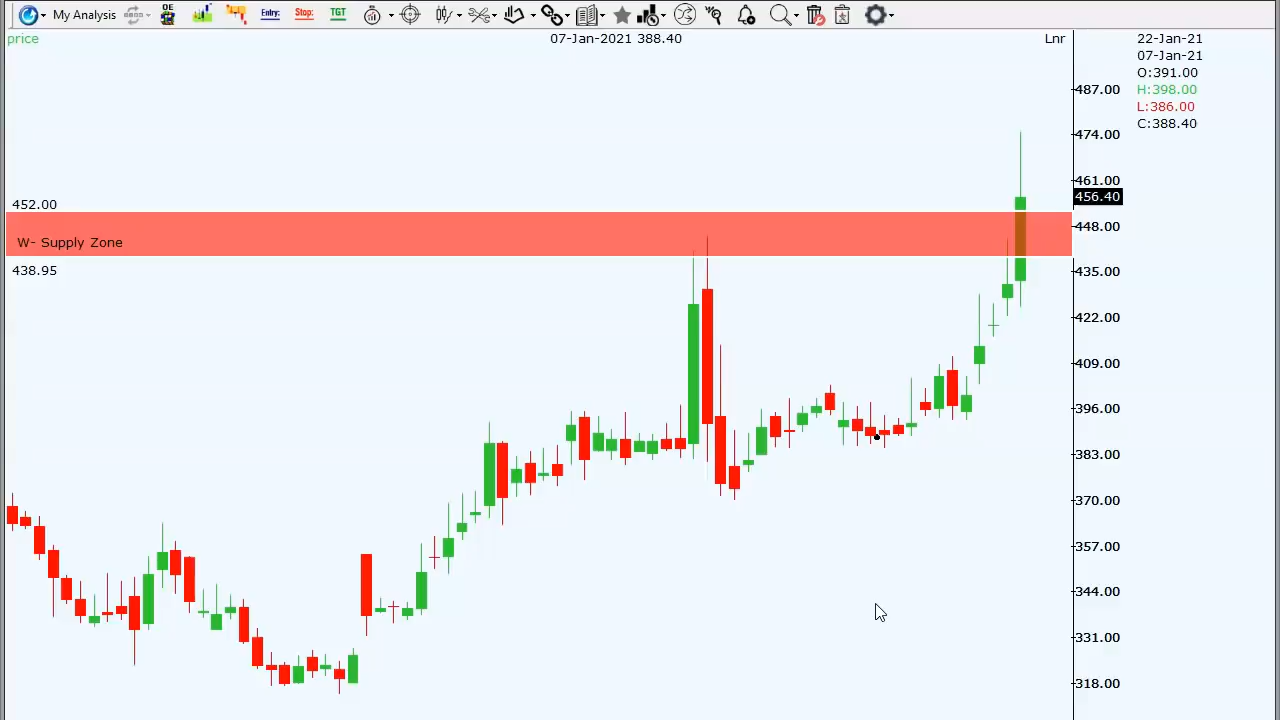 My Analysis OE Entry: Stop: TGT
price 07-Jan-2021 388.40 Lnr 22-Jan-21
07-Jan-21
O:391.00
H:398.00
L:386.00
C:388.40
487.00
474.00
461.00
456.40
452.00
448.00
W- Supply Zone
438.95
435.00
422.00
409.00
396.00
383.00
370.00
357.00
344.00
331.00
318.00